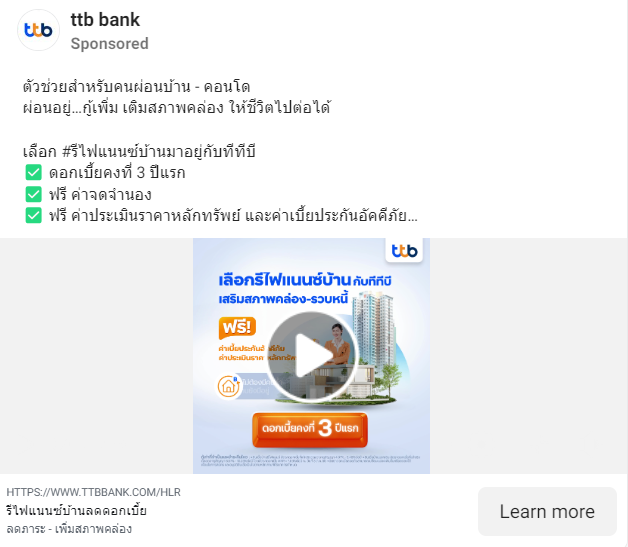 ttb
ttb bank
Sponsored
ตัวช่วยสำหรับคนผ่อนบ้าน - คอนโด
ผ่อนอยู่...กู้เพิ่ม เติมสภาพคล่อง ให้ชีวิตไปต่อได้
เลือก #รีไฟแนนซ์บ้านมาอยู่กับทีทีบี
✅ ดอกเบี้ยคงที่ 3 ปีแรก
✅ ฟรี ค่าจดจำนอง
✅ ฟรี ค่าประเมินราคาหลักทรัพย์ และค่าเบี้ยประกันอัคคีภัย...
ttb
เลือกรีไฟแนนซ์บ้าน กับทีทีบี
เสริมสภาพคล่อง-รวบหนี้
ฟรี!
ค่าเบี้ยประกันอัคคีภัย
ค่าประเมินราคาหลักทรัพย์
ดอกเบี้ยคงที่ 3 ปีแรก
HTTPS://WWW.TTBBANK.COM/HLR
รีไฟแนนซ์บ้านลดดอกเบี้ย
ลดภาระ - เพิ่มสภาพคล่อง
Learn more